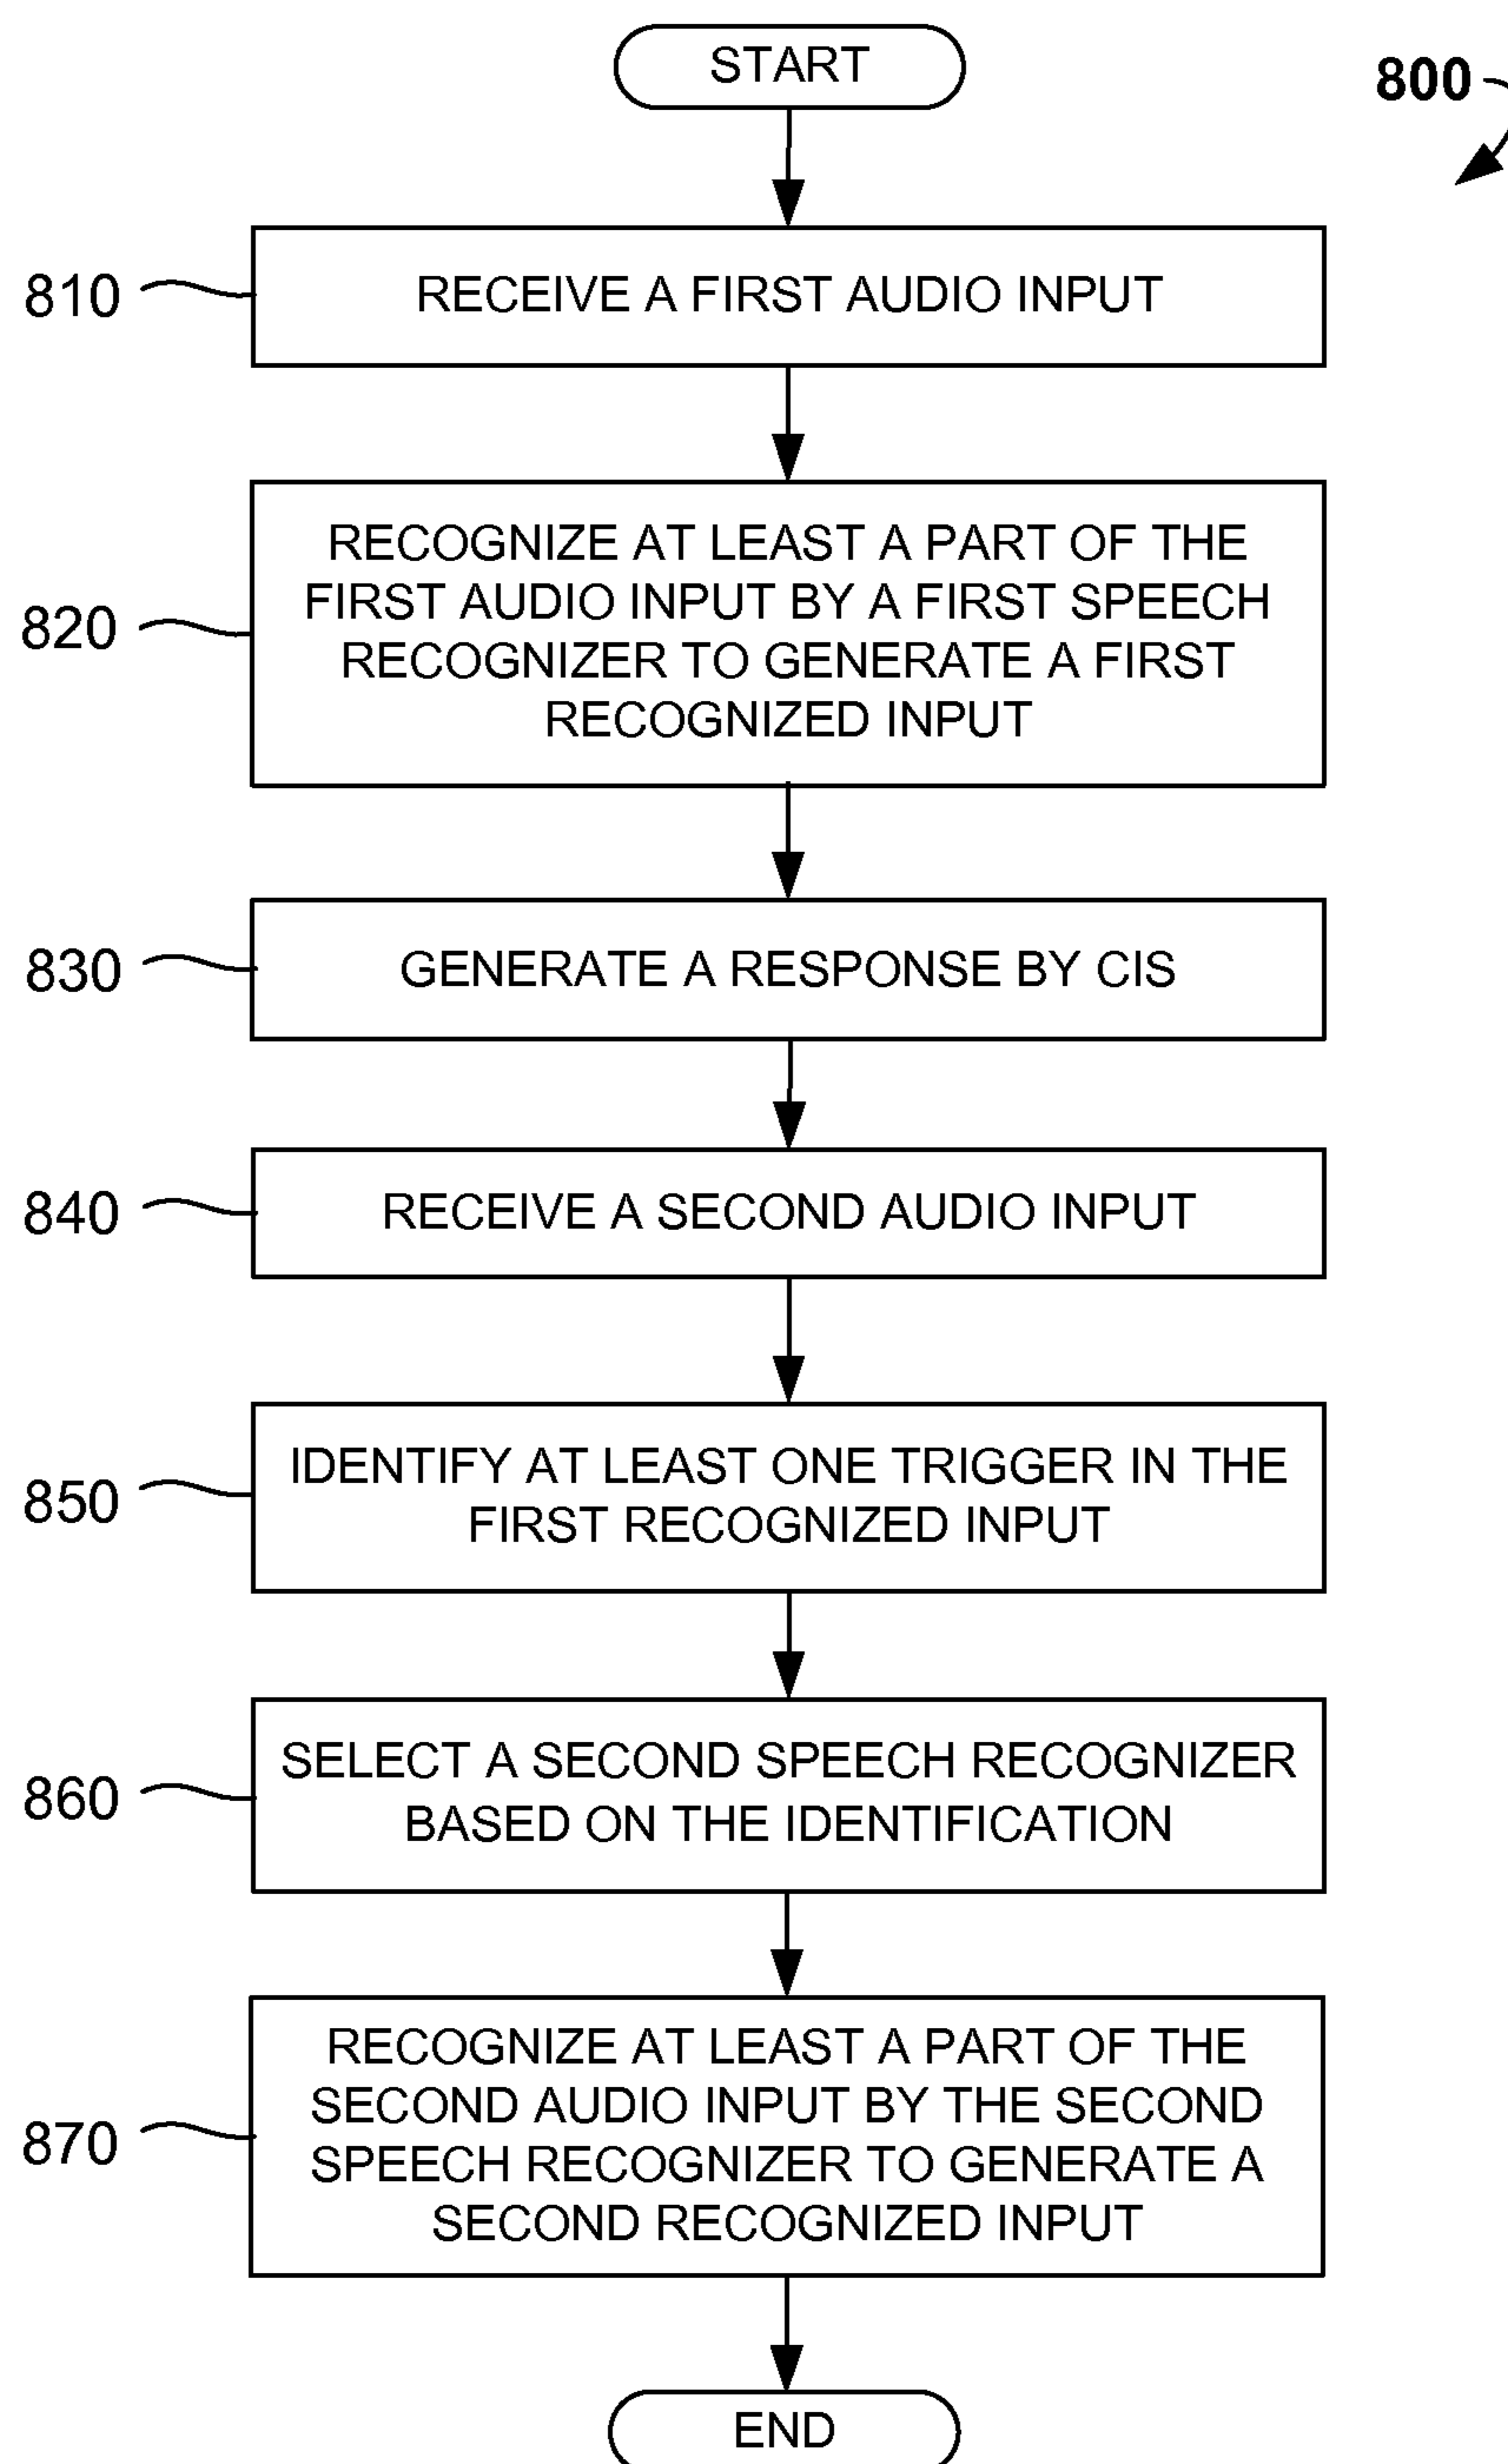 START
800
810
RECEIVE A FIRST AUDIO INPUT
820
RECOGNIZE AT LEAST A PART OF THE
FIRST AUDIO INPUT BY A FIRST SPEECH
RECOGNIZER TO GENERATE A FIRST
RECOGNIZED INPUT
830
GENERATE A RESPONSE BY CIS
840
RECEIVE A SECOND AUDIO INPUT
850
IDENTIFY AT LEAST ONE TRIGGER IN THE
FIRST RECOGNIZED INPUT
860
SELECT A SECOND SPEECH RECOGNIZER
BASED ON THE IDENTIFICATION
870
RECOGNIZE AT LEAST A PART OF THE
SECOND AUDIO INPUT BY THE SECOND
SPEECH RECOGNIZER TO GENERATE A
SECOND RECOGNIZED INPUT
END